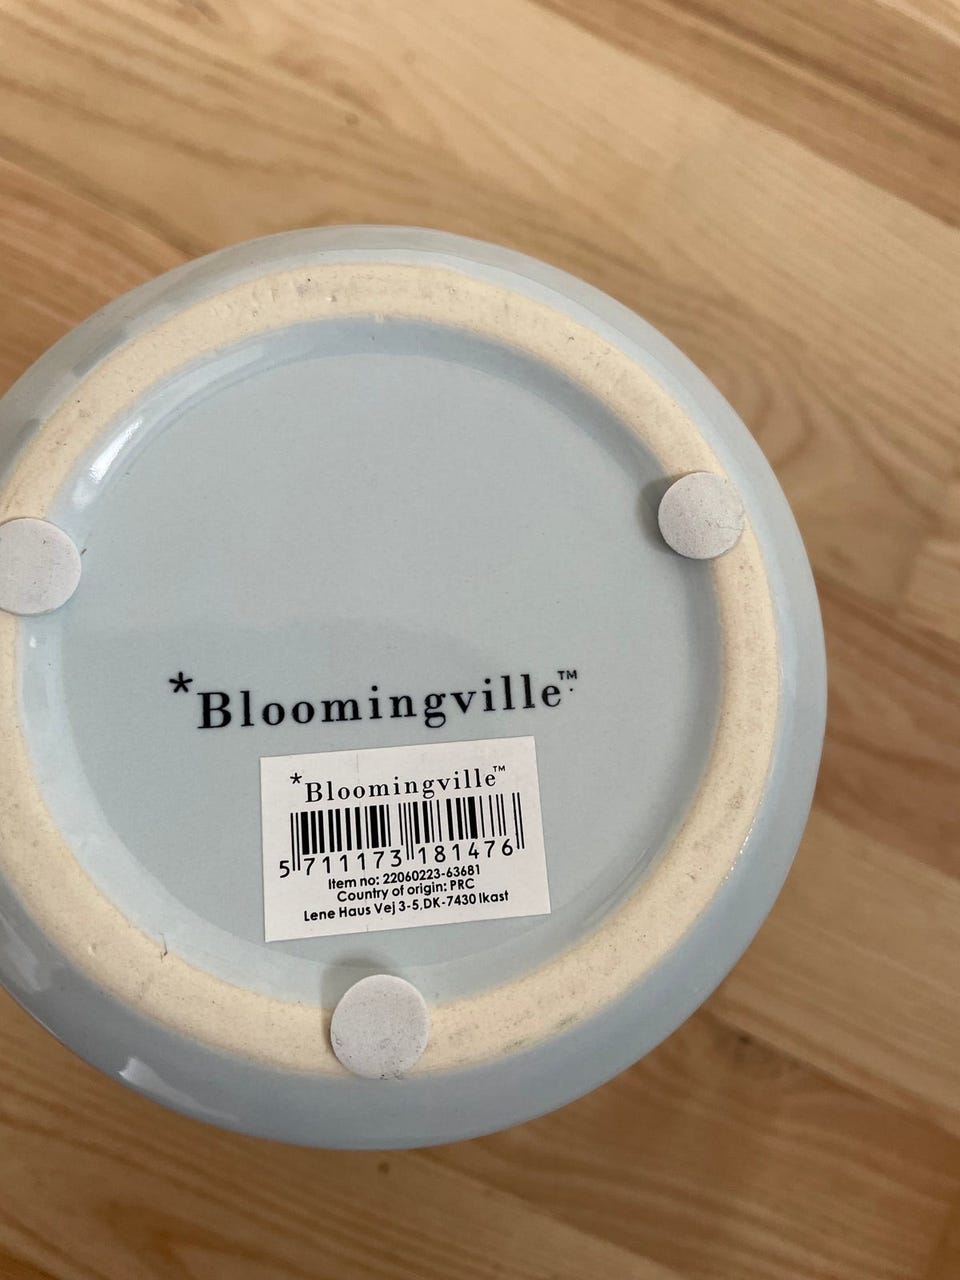 *Bloomingville™
*Bloomingville™
5 711173 181476
Item no: 22060223-63681
Country of origin: PRC
Lene Haus Vej 3-5,DK-7430 Ikast